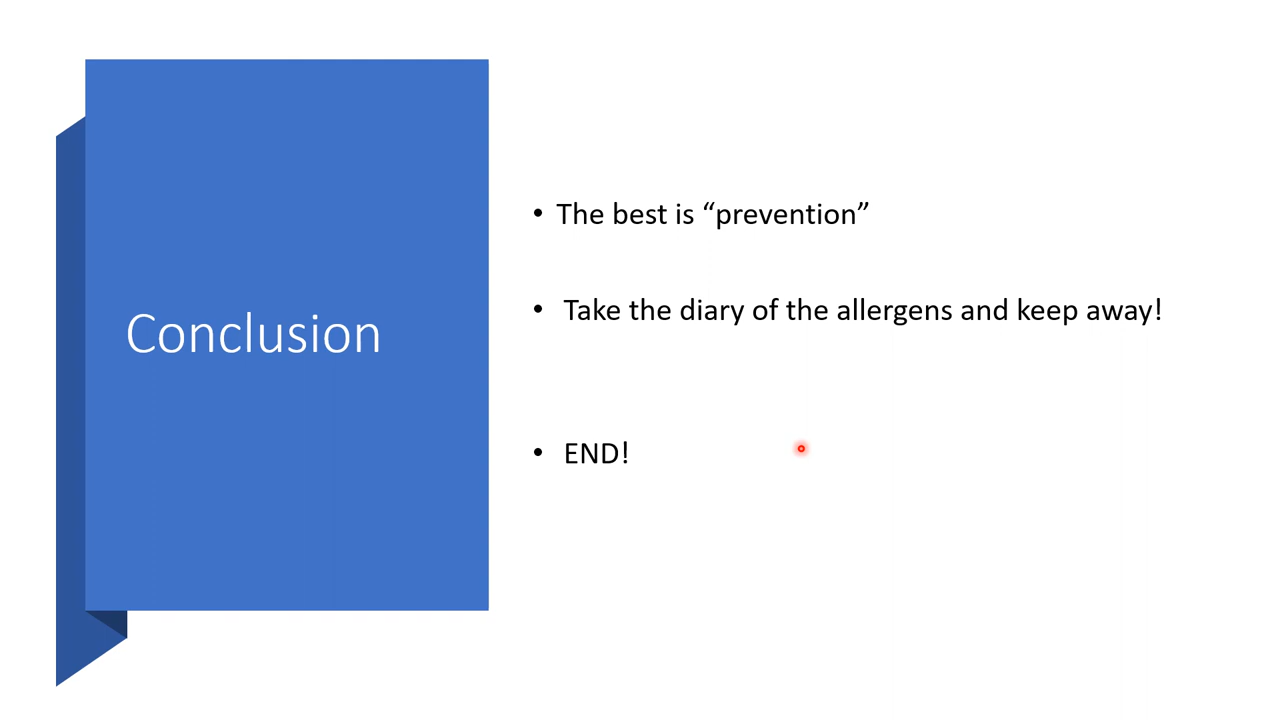 Conclusion
• The best is “prevention”
• Take the diary of the allergens and keep away!
• END!